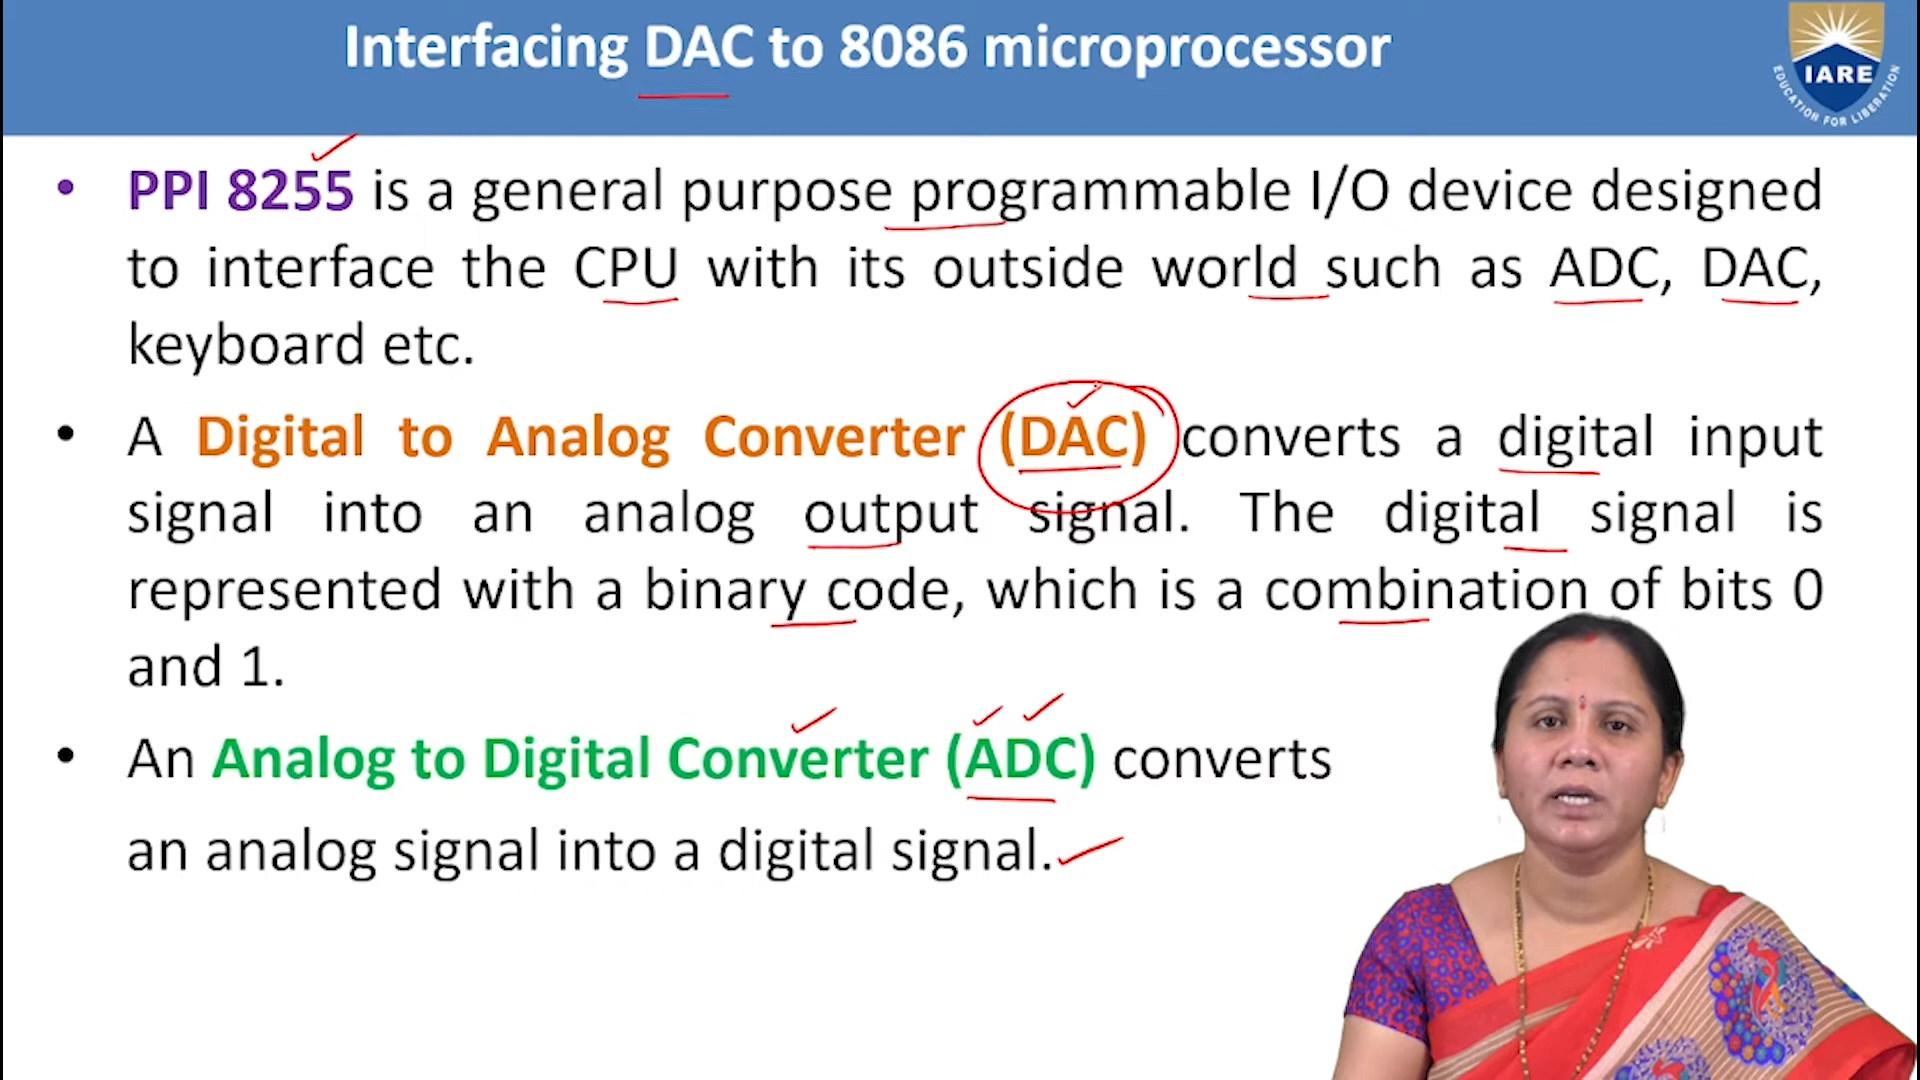 Interfacing DAC to 8086 microprocessor
IARE
EDUCATION FOR LIBERATION
• PPI 8255 is a general purpose programmable I/O device designed
to interface the CPU with its outside world such as ADC, DAC,
keyboard etc.
• A Digital to Analog Converter (DAC) converts a digital input
signal into an analog output signal. The digital signal is
represented with a binary code, which is a combination of bits 0
and 1.
• An Analog to Digital Converter (ADC) converts
an analog signal into a digital signal.